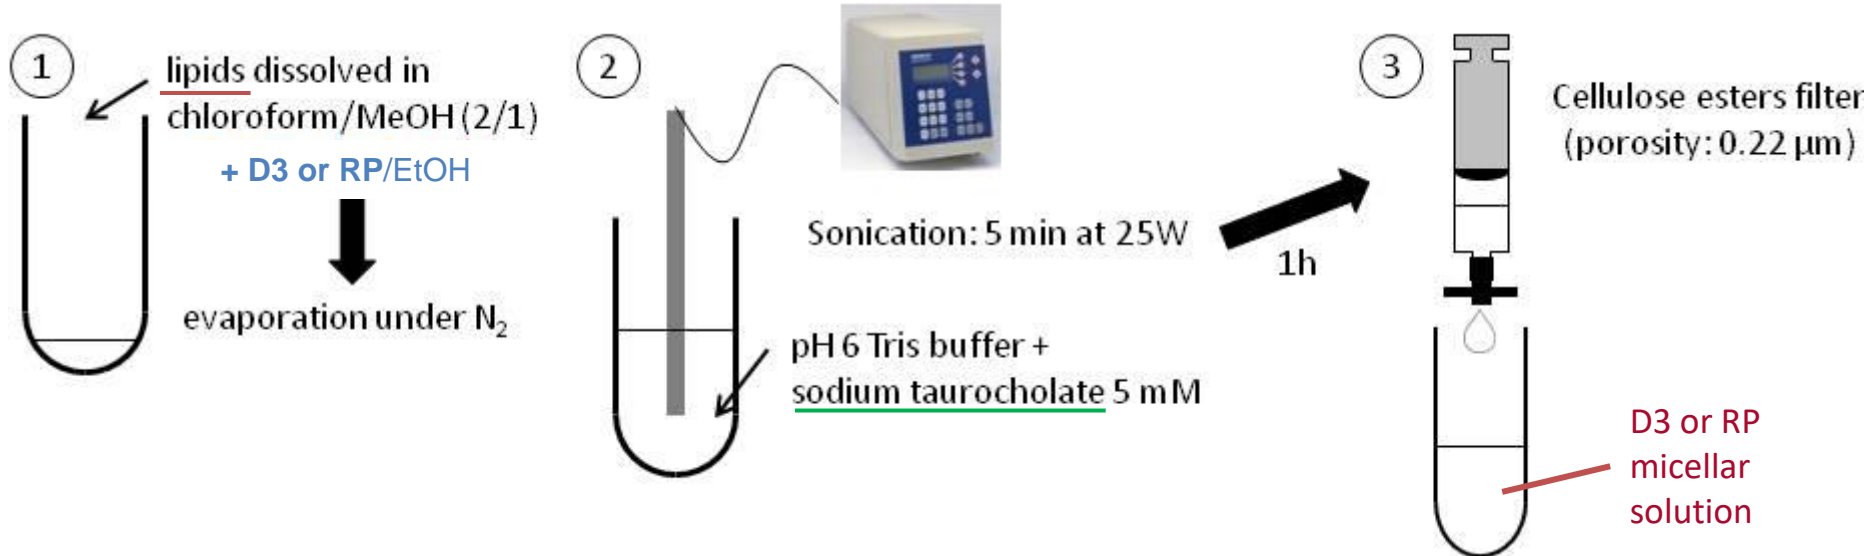 1
lipids dissolved in
chloroform/MeOH (2/1)
+ D3 or RP/EtOH
evaporation under N₂
2
Sonication: 5 min at 25W
pH 6 Tris buffer +
sodium taurocholate 5 mM
1h
3
Cellulose esters filter
(porosity: 0.22 µm)
D3 or RP
micellar
solution